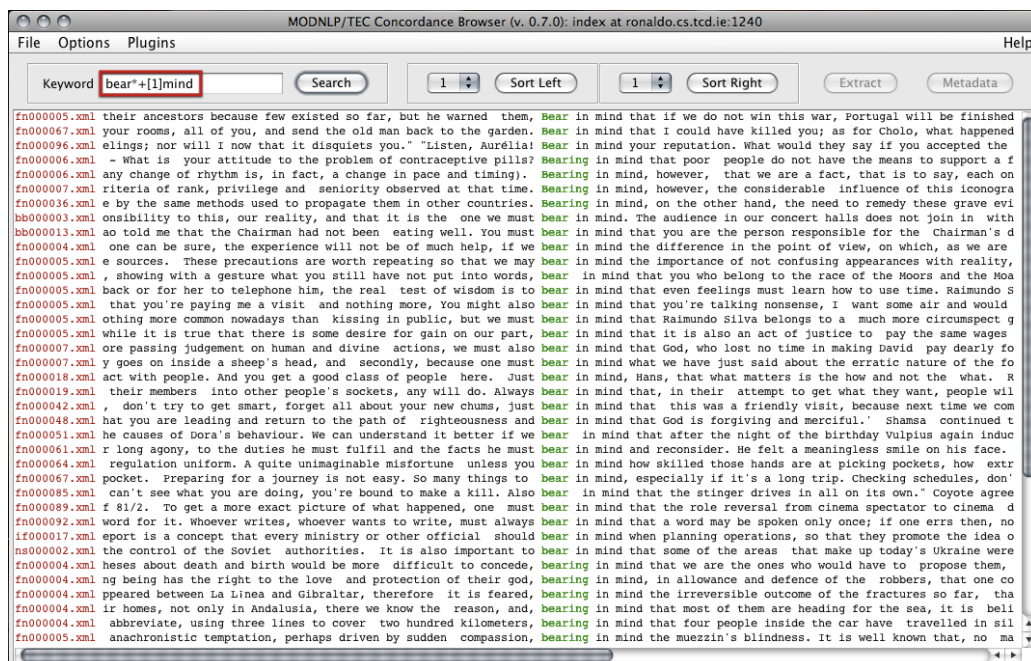 MODNLP/TEC Concordance Browser (v. 0.7.0): index at ronaldo.cs.tcd.ie:1240
File Options Plugins Help
Keyword bear*+[1]mind Search 1 Sort Left 1 Sort Right Extract Metadata
fn000005.xml their ancestors because few existed so far, but he warned them, Bear in mind that if we do not win this war, Portugal will be finished
fn000067.xml your rooms, all of you, and send the old man back to the garden. Bear in mind that I could have killed you; as for Cholo, what happened
fn000096.xml elings; nor will I now that it disquiets you." "Listen, Aurélia! Bear in mind your reputation. What would they say if you accepted the
fn000006.xml - What is your attitude to the problem of contraceptive pills? Bearing in mind that poor people do not have the means to support a f
fn000006.xml any change of rhythm is, in fact, a change in pace and timing). Bearing in mind, however, that we are a fact, that is to say, each on
fn000007.xml riteria of rank, privilege and seniority observed at that time. Bearing in mind, however, the considerable influence of this iconogra
fn000036.xml e by the same methods used to propagate them in other countries. Bearing in mind, on the other hand, the need to remedy these grave evi
bb000003.xml onsibility to this, our reality, and that it is the one we must bear in mind. The audience in our concert halls does not join in with
bb000013.xml ao told me that the Chairman had not been eating well. You must bear in mind that you are the person responsible for the Chairman's d
fn000004.xml one can be sure, the experience will not be of much help, if we bear in mind the difference in the point of view, on which, as we are
fn000005.xml e sources. These precautions are worth repeating so that we may bear in mind the importance of not confusing appearances with reality,
fn000005.xml , showing with a gesture what you still have not put into words, bear in mind that you who belong to the race of the Moors and the Moa
fn000005.xml back or for her to telephone him, the real test of wisdom is to bear in mind that even feelings must learn how to use time. Raimundo S
fn000005.xml that you're paying me a visit and nothing more, You might also bear in mind that you're talking nonsense, I want some air and would
fn000005.xml othing more common nowadays than kissing in public, but we must bear in mind that Raimundo Silva belongs to a much more circumspect g
fn000005.xml while it is true that there is some desire for gain on our part, bear in mind that it is also an act of justice to pay the same wages
fn000007.xml ore passing judgement on human and divine actions, we must also bear in mind that God, who lost no time in making David pay dearly fo
fn000007.xml y goes on inside a sheep's head, and secondly, because one must bear in mind what we have just said about the erratic nature of the fo
fn000018.xml act with people. And you get a good class of people here. Just bear in mind, Hans, that what matters is the how and not the what. R
fn000019.xml their members into other people's sockets, any will do. Always bear in mind that, in their attempt to get what they want, people wil
fn000042.xml , don't try to get smart, forget all about your new chums, just bear in mind that this was a friendly visit, because next time we com
fn000048.xml hat you are leading and return to the path of righteousness and bear in mind that God is forgiving and merciful.' Shamsa continued t
fn000051.xml he causes of Dora's behaviour. We can understand it better if we bear in mind that after the night of the birthday Vulpius again induc
fn000061.xml r long agony, to the duties he must fulfil and the facts he must bear in mind and reconsider. He felt a meaningless smile on his face.
fn000064.xml regulation uniform. A quite unimaginable misfortune unless you bear in mind how skilled those hands are at picking pockets, how extr
fn000067.xml pocket. Preparing for a journey is not easy. So many things to bear in mind, especially if it's a long trip. Checking schedules, don'
fn000085.xml can't see what you are doing, you're bound to make a kill. Also bear in mind that the stinger drives in all on its own." Coyote agree
fn000089.xml f 81/2. To get a more exact picture of what happened, one must bear in mind that the role reversal from cinema spectator to cinema d
fn000092.xml word for it. Whoever writes, whoever wants to write, must always bear in mind that a word may be spoken only once; if one errs then, no
if000017.xml eport is a concept that every ministry or other official should bear in mind when planning operations, so that they promote the idea o
ns000002.xml the control of the Soviet authorities. It is also important to bear in mind that some of the areas that make up today's Ukraine were
fn000004.xml heses about death and birth would be more difficult to concede, bearing in mind that we are the ones who would have to propose them,
fn000004.xml ng being has the right to the love and protection of their god, bearing in mind, in allowance and defence of the robbers, that one co
fn000004.xml ppeared between La Linea and Gibraltar, therefore it is feared, bearing in mind the irreversible outcome of the fractures so far, tha
fn000004.xml ir homes, not only in Andalusia, there we know the reason, and, bearing in mind that most of them are heading for the sea, it is beli
fn000004.xml abbreviate, using three lines to cover two hundred kilometers, bearing in mind that four people inside the car have travelled in sil
fn000005.xml anachronistic temptation, perhaps driven by sudden compassion, bearing in mind the muezzin's blindness. It is well known that, no ma